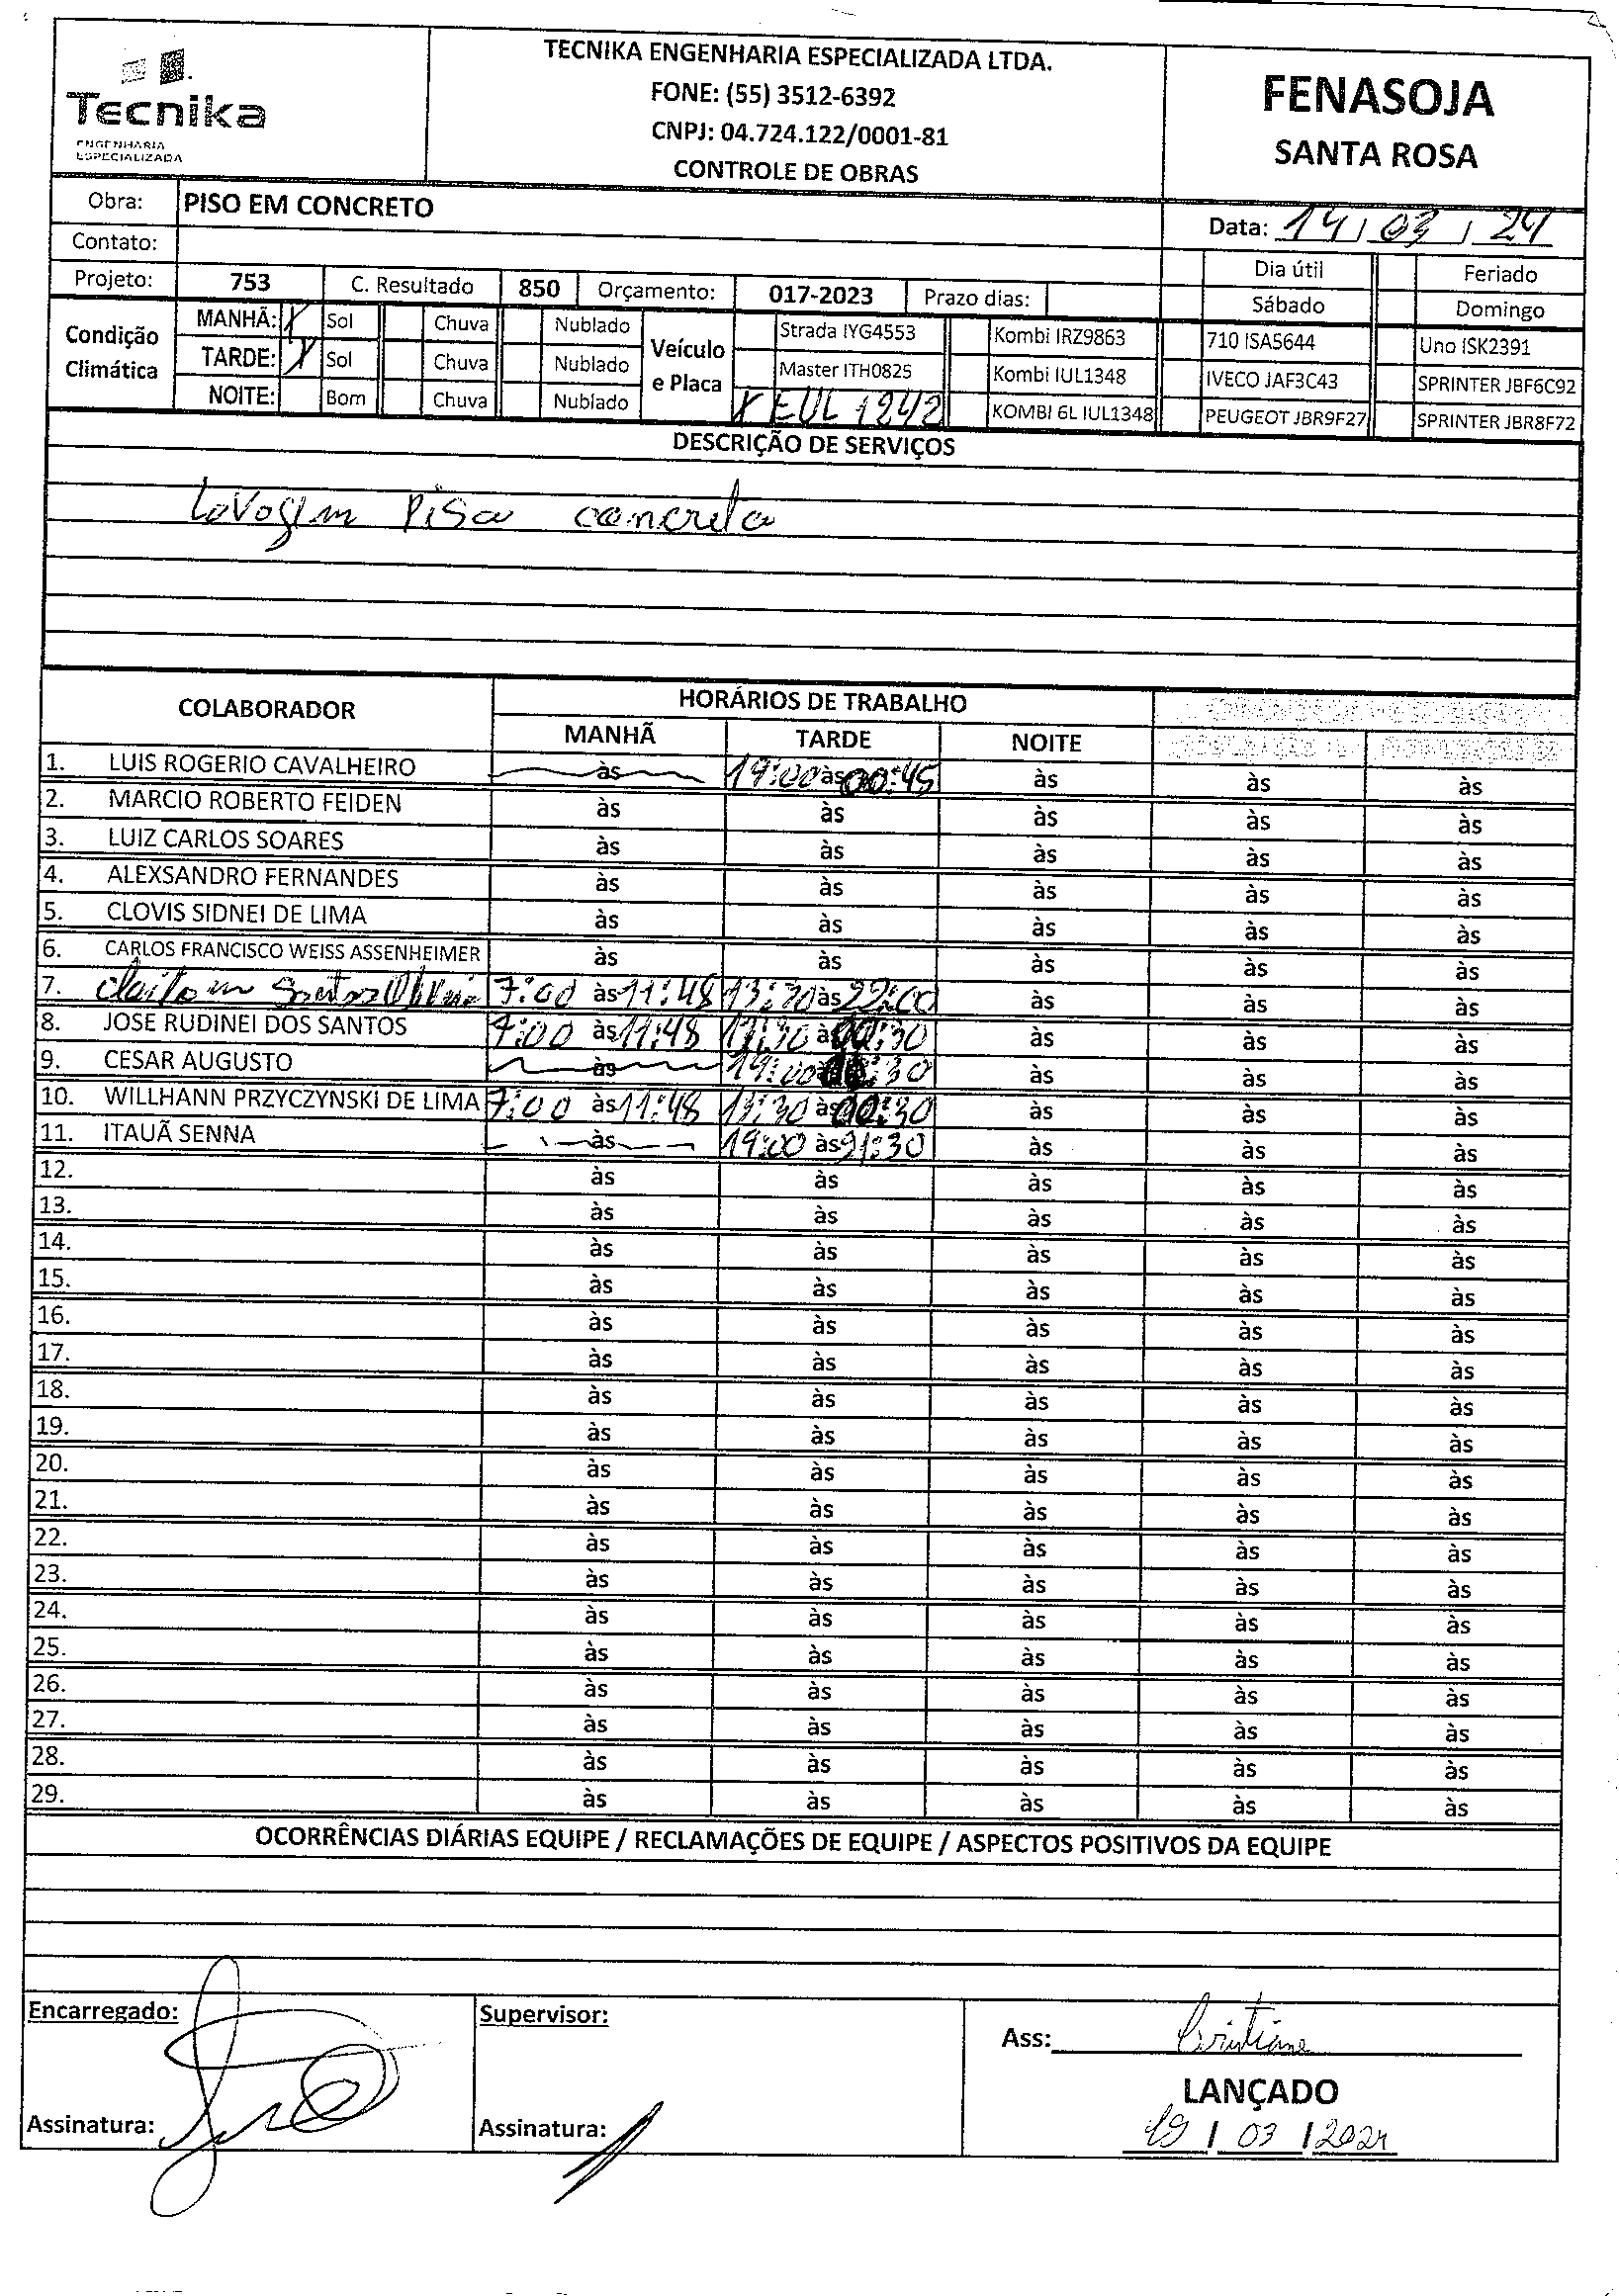 Tecnika
ENGENHARIA
ESPECIALIZADA
TECNIKA ENGENHARIA ESPECIALIZADA LTDA.
FONE: (55) 3512-6392
CNPJ: 04.724.122/0001-81
CONTROLE DE OBRAS
FENASOJA
SANTA ROSA
Obra: PISO EM CONCRETO
Data: 14 / 03 / 24
Contato:
Dia útil Feriado
Projeto: 753 C. Resultado 850 Orçamento: 017-2023 Prazo dias:
Sábado Domingo
Condição Climática
MANHÃ: X Sol Chuva Nublado
TARDE: X Sol Chuva Nublado
NOITE: Bom Chuva Nublado
Veículo e Placa
Strada IYG4553 Kombi IRZ9863 710 ISA5644 Uno ISK2391
Master ITH0825 Kombi IUL1348 IVECO JAF3C43 SPRINTER JBF6C92
X EUL 1242 KOMBI 6L IUL1348 PEUGEOT JBR9F27 SPRINTER JBR8F72
DESCRIÇÃO DE SERVIÇOS
Lavagem Piso concreto
COLABORADOR HORÁRIOS DE TRABALHO
MANHÃ TARDE NOITE
1. LUIS ROGERIO CAVALHEIRO às 19:00 às 00:45 às às às
2. MARCIO ROBERTO FEIDEN às às às às às
3. LUIZ CARLOS SOARES às às às às às
4. ALEXSANDRO FERNANDES às às às às às
5. CLOVIS SIDNEI DE LIMA às às às às às
6. CARLOS FRANCISCO WEISS ASSENHEIMER às às às às às
7. Santos 7:00 às 11:48 13:30 às 22:00 às às às
8. JOSE RUDINEI DOS SANTOS 7:00 às 11:48 13:30 às 00:30 às às às
9. CESAR AUGUSTO às 19:00 :30 às às às
10. WILLHANN PRZYCZYNSKI DE LIMA 7:00 às 11:48 13:30 às 00:30 às às às
11. ITAUÃ SENNA às 19:00 às 21:30 às às às
12. às às às às às
13. às às às às às
14. às às às às às
15. às às às às às
16. às às às às às
17. às às às às às
18. às às às às às
19. às às às às às
20. às às às às às
21. às às às às às
22. às às às às às
23. às às às às às
24. às às às às às
25. às às às às às
26. às às às às às
27. às às às às às
28. às às às às às
29. às às às às às
OCORRÊNCIAS DIÁRIAS EQUIPE / RECLAMAÇÕES DE EQUIPE / ASPECTOS POSITIVOS DA EQUIPE
Encarregado: Supervisor:
Ass: Cristiane
LANÇADO
Assinatura: Assinatura:
19 / 03 / 2024